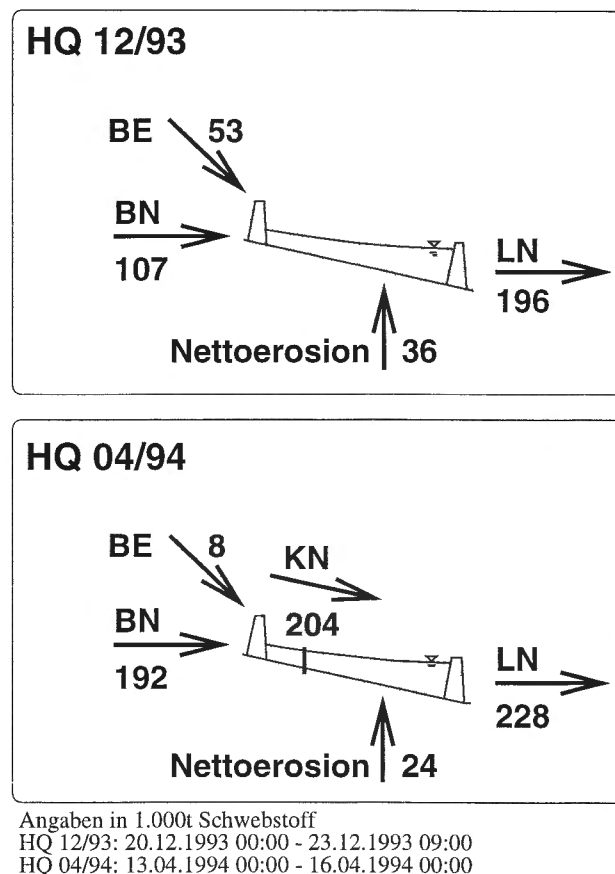 HQ 12/93
BE 53
BN
107
LN
196
Nettoerosion 36
HQ 04/94
BE 8
KN
BN
204
192
LN
228
Nettoerosion 24
Angaben in 1.000t Schwebstoff
HQ 12/93: 20.12.1993 00:00 - 23.12.1993 09:00
HQ 04/94: 13.04.1994 00:00 - 16.04.1994 00:00